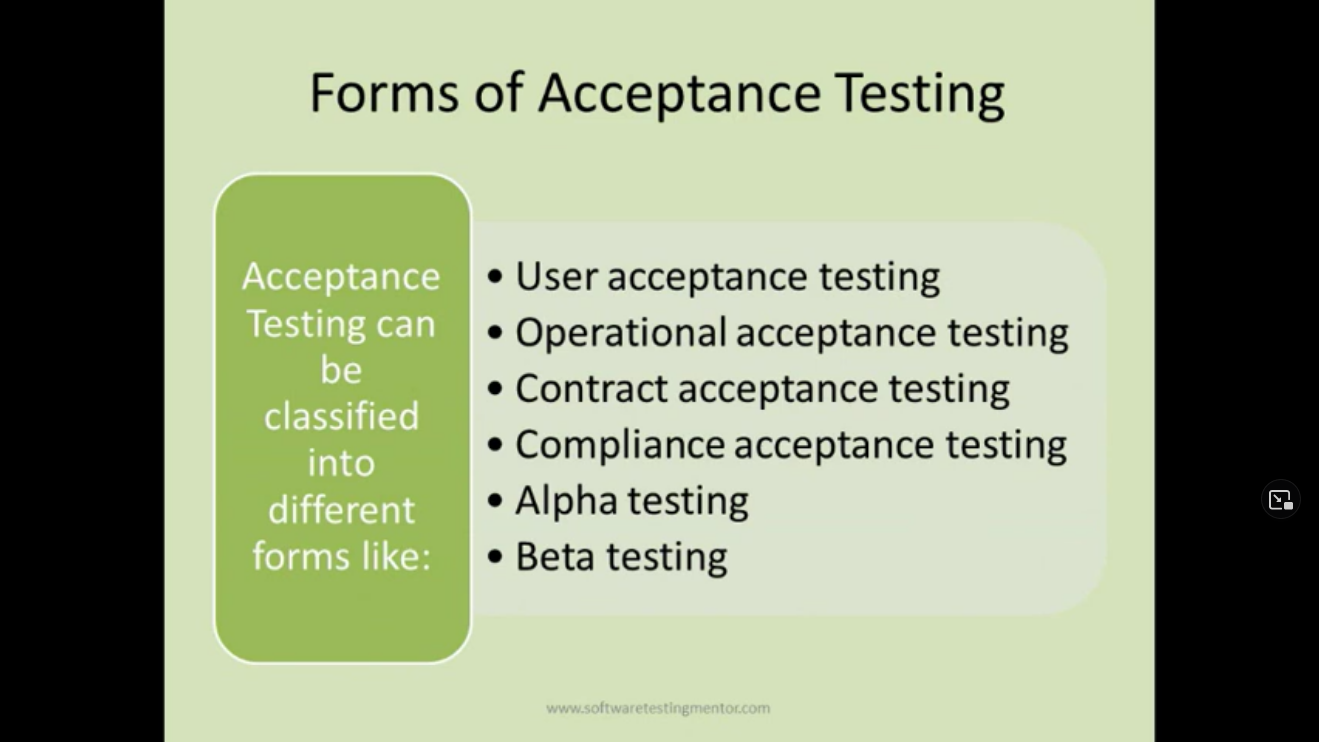 Forms of Acceptance Testing
Acceptance
Testing can
be
classified
into
different
forms like:
• User acceptance testing
• Operational acceptance testing
• Contract acceptance testing
• Compliance acceptance testing
• Alpha testing
• Beta testing
www.softwaretestingmentor.com